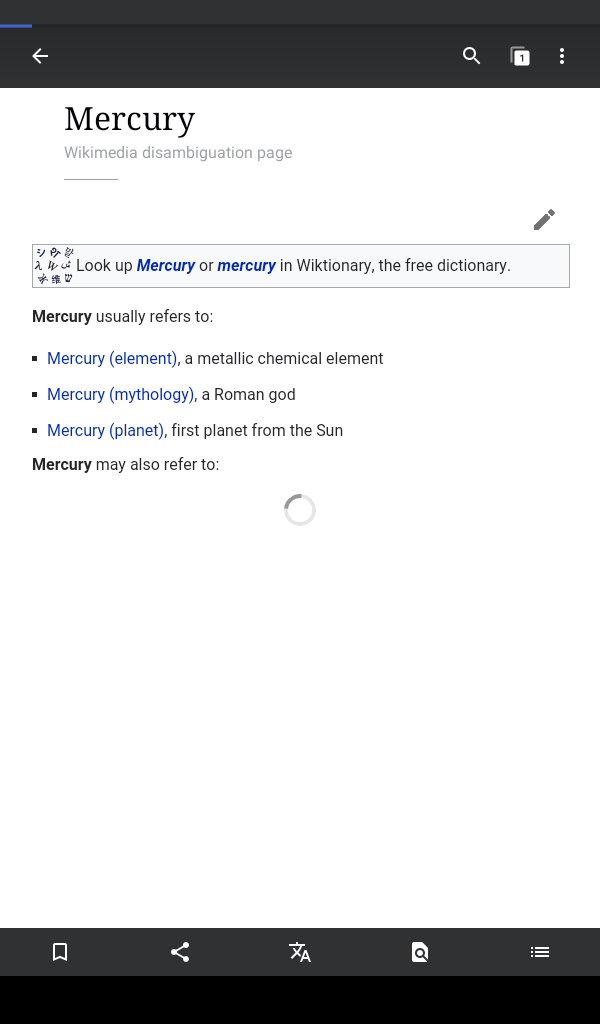 1
Mercury
Wikimedia disambiguation page
Look up Mercury or mercury in Wiktionary, the free dictionary.
Mercury usually refers to:
Mercury (element), a metallic chemical element
Mercury (mythology), a Roman god
Mercury (planet), first planet from the Sun
Mercury may also refer to: